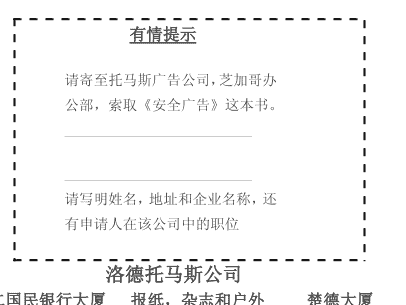 有情提示
请寄至托马斯广告公司，芝加哥办
公部，索取《安全广告》这本书。
请写明姓名，地址和企业名称，还
有申请人在该公司中的职位
洛德托马斯公司
国民银行大厦 报纸，杂志和户外 楚德大厦